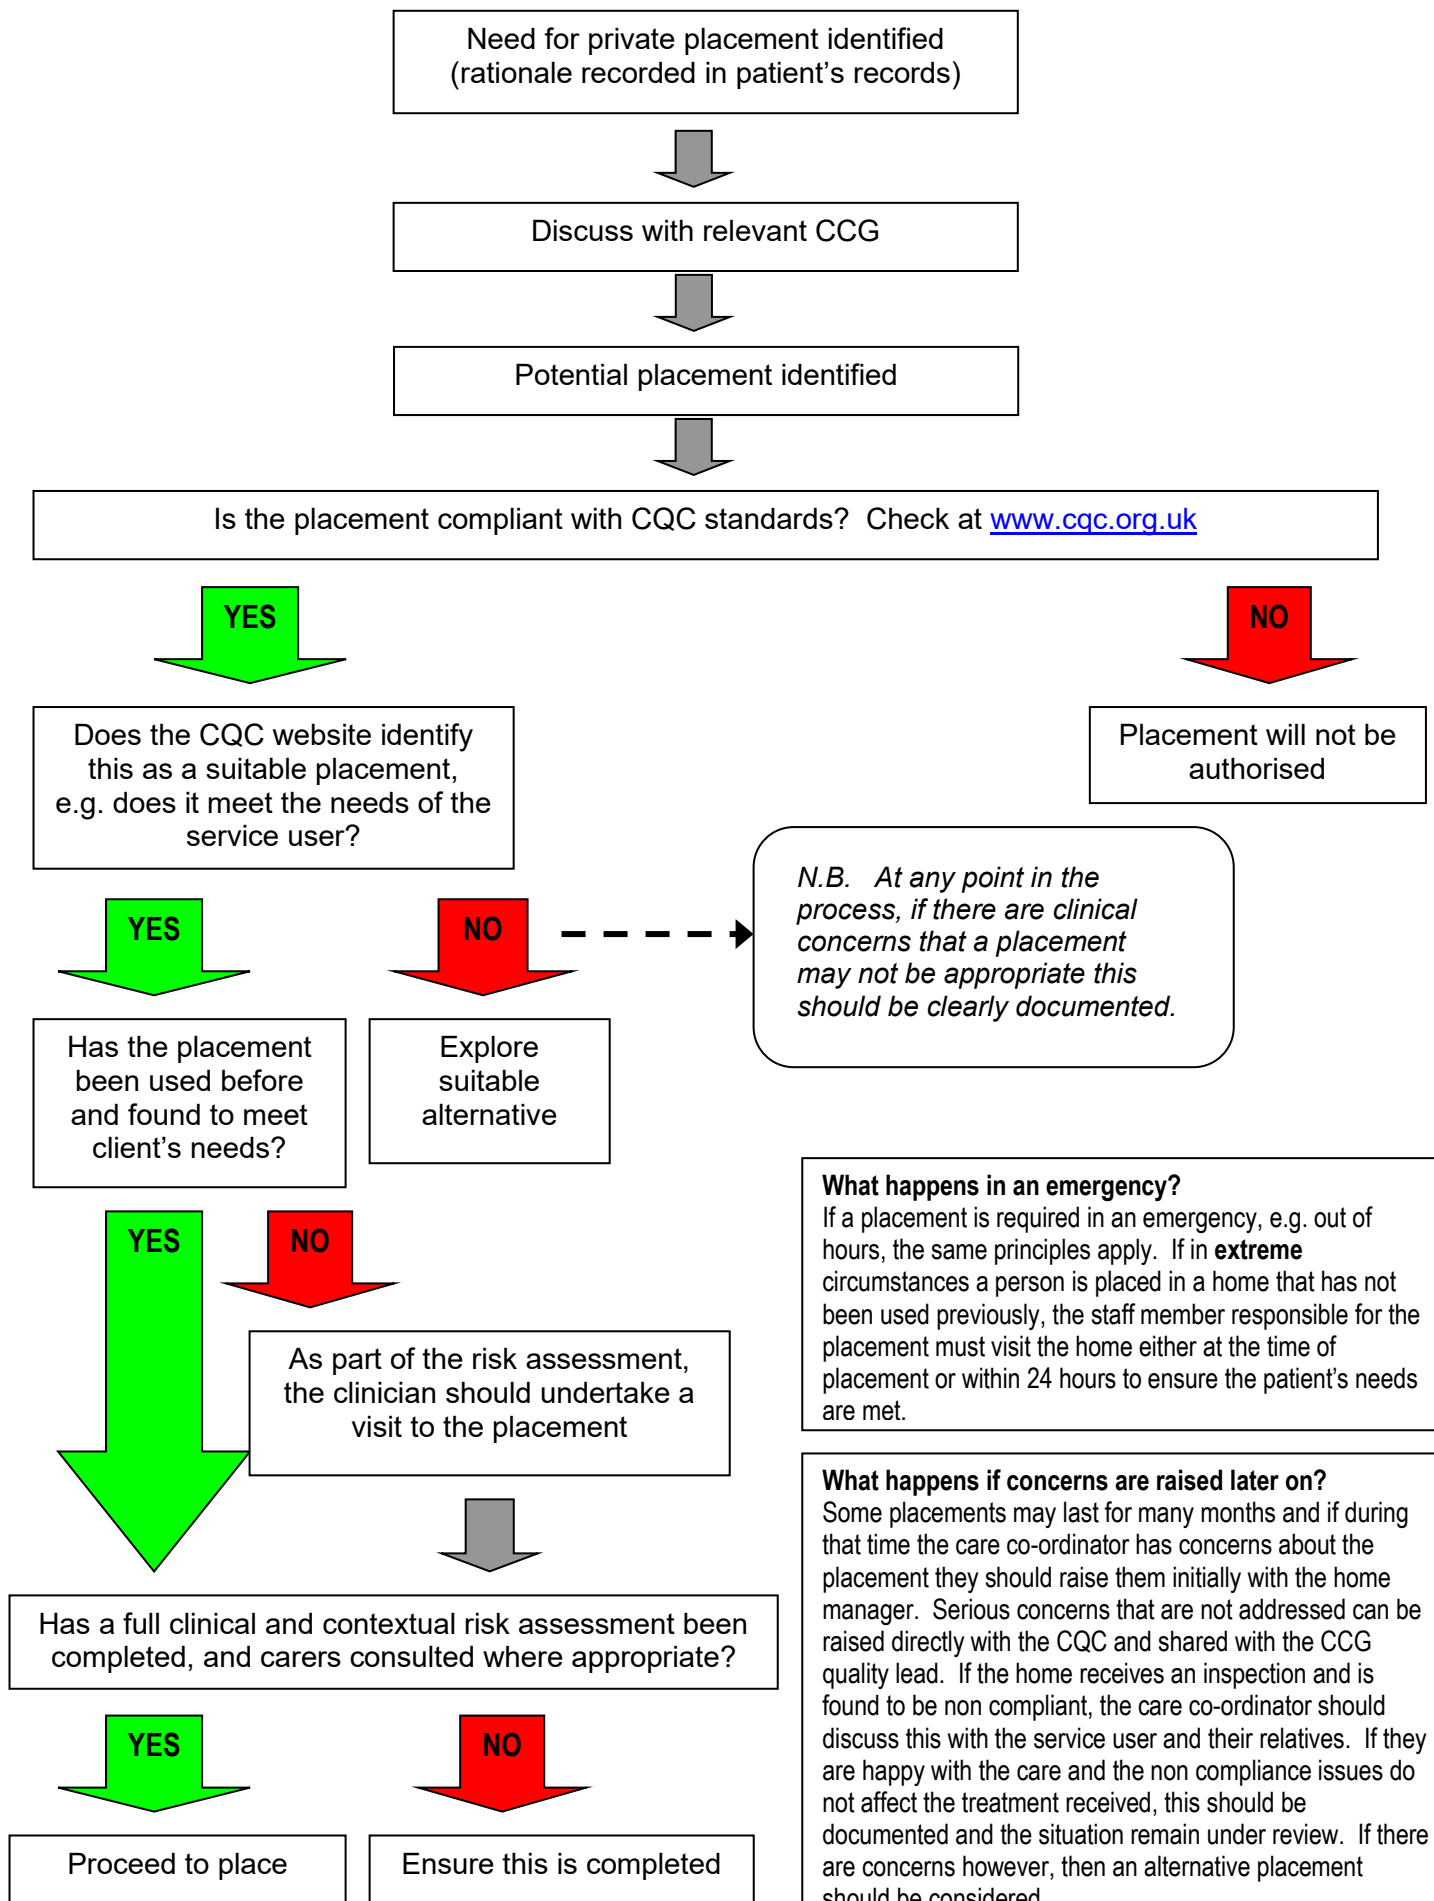 Need for private placement identified
(rationale recorded in patient's records)
Discuss with relevant CCG
Potential placement identified
Is the placement compliant with CQC standards?  Check at www.cqc.org.uk
YES
NO
Does the CQC website identify
this as a suitable placement,
e.g. does it meet the needs of the
service user?
Placement will not be
authorised
N.B.   At any point in the
process, if there are clinical
concerns that a placement
may not be appropriate this
should be clearly documented.
YES
NO
Has the placement
been used before
and found to meet
client's needs?
Explore
suitable
alternative
What happens in an emergency?
If a placement is required in an emergency, e.g. out of
hours, the same principles apply.  If in extreme
circumstances a person is placed in a home that has not
been used previously, the staff member responsible for the
placement must visit the home either at the time of
placement or within 24 hours to ensure the patient's needs
are met.
YES
NO
As part of the risk assessment,
the clinician should undertake a
visit to the placement
What happens if concerns are raised later on?
Some placements may last for many months and if during
that time the care co-ordinator has concerns about the
placement they should raise them initially with the home
manager.  Serious concerns that are not addressed can be
raised directly with the CQC and shared with the CCG
quality lead.  If the home receives an inspection and is
found to be non compliant, the care co-ordinator should
discuss this with the service user and their relatives.  If they
are happy with the care and the non compliance issues do
not affect the treatment received, this should be
documented and the situation remain under review.  If there
are concerns however, then an alternative placement
should be considered
Has a full clinical and contextual risk assessment been
completed, and carers consulted where appropriate?
YES
NO
Proceed to place
Ensure this is completed